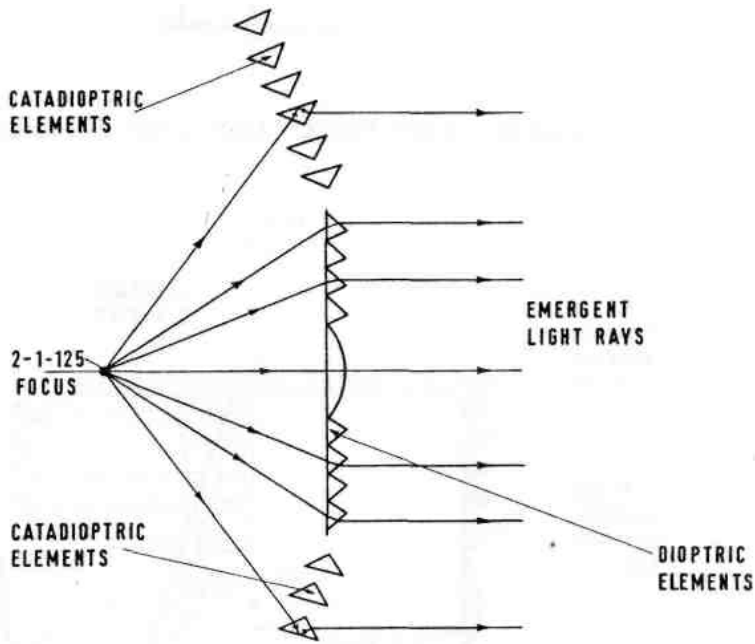 CATADIOPTRIC
ELEMENTS
EMERGENT
LIGHT RAYS
2-1-125
FOCUS
CATADIOPTRIC
ELEMENTS
DIOPTRIC
ELEMENTS